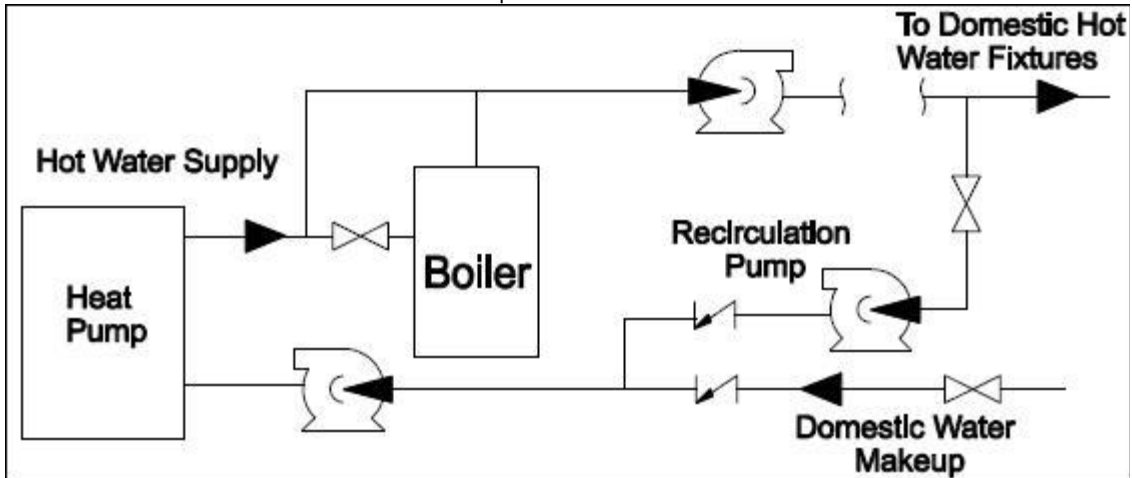 To Domestic Hot
Water Fixtures
Hot Water Supply
Boiler
Recirculation
Pump
Heat
Pump
Domestic Water
Makeup